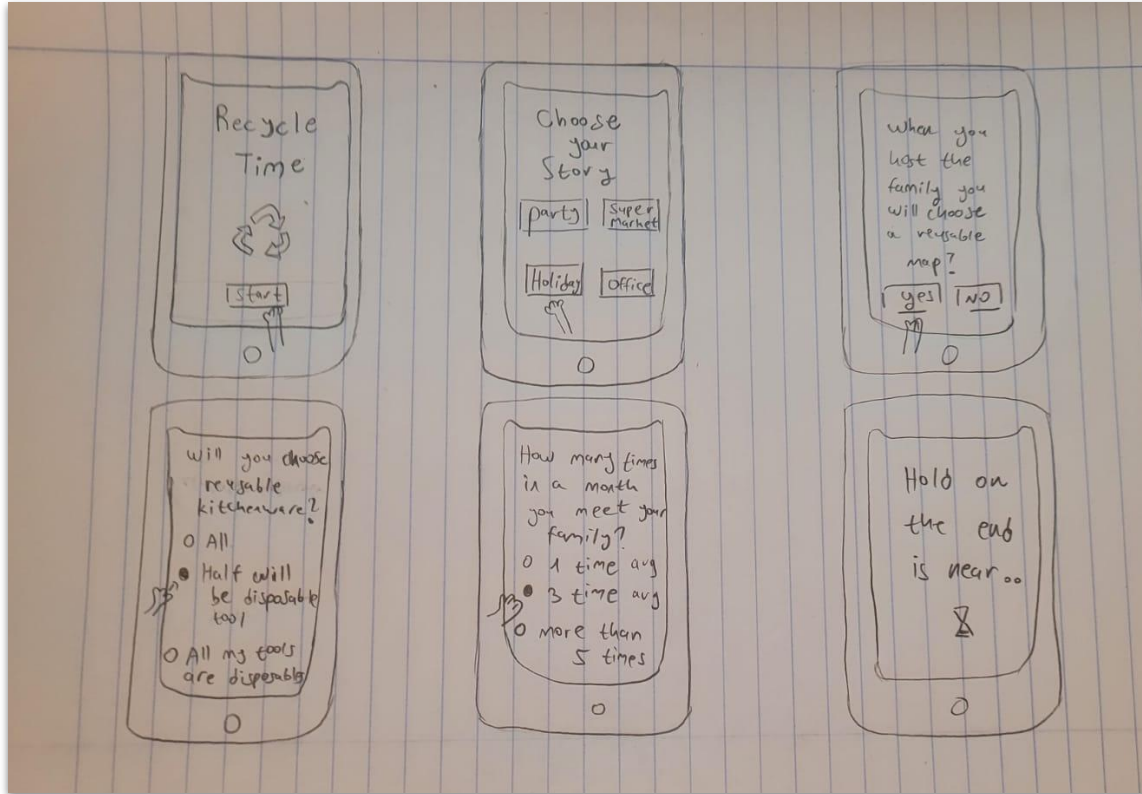 Recycle
Time
Start
Choose
your
Story
party
Super
market
Holiday
office
When you
host the
family you
will choose
a reusable
map?
yes
NO
will you choose
reusable
kitchenware?
All
Half will
be disposable
tool
All my tools
are disposables
How many times
in a month
you meet your
family?
1 time avg
3 time avg
more than
5 times
Hold on
the end
is near..